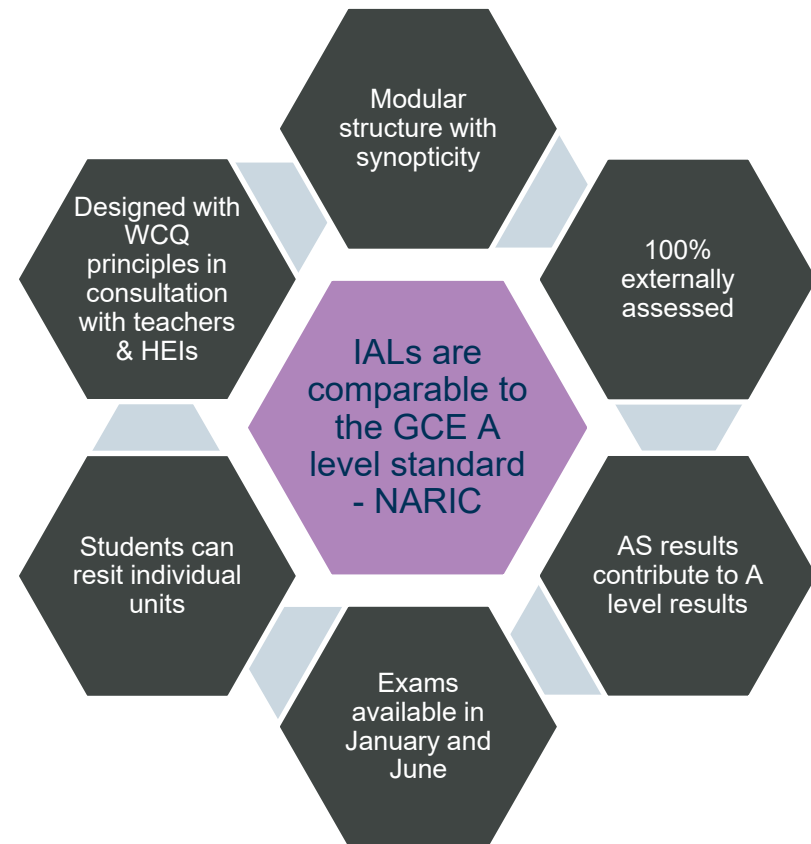 Modular
structure with
synopticity
100%
externally
assessed
AS results
contribute to A
level results
Exams
available in
January and
June
Students can
resit individual
units
Designed with
WCQ
principles in
consultation
with teachers
& HEIs
IALs are
comparable to
the GCE A
level standard
- NARIC